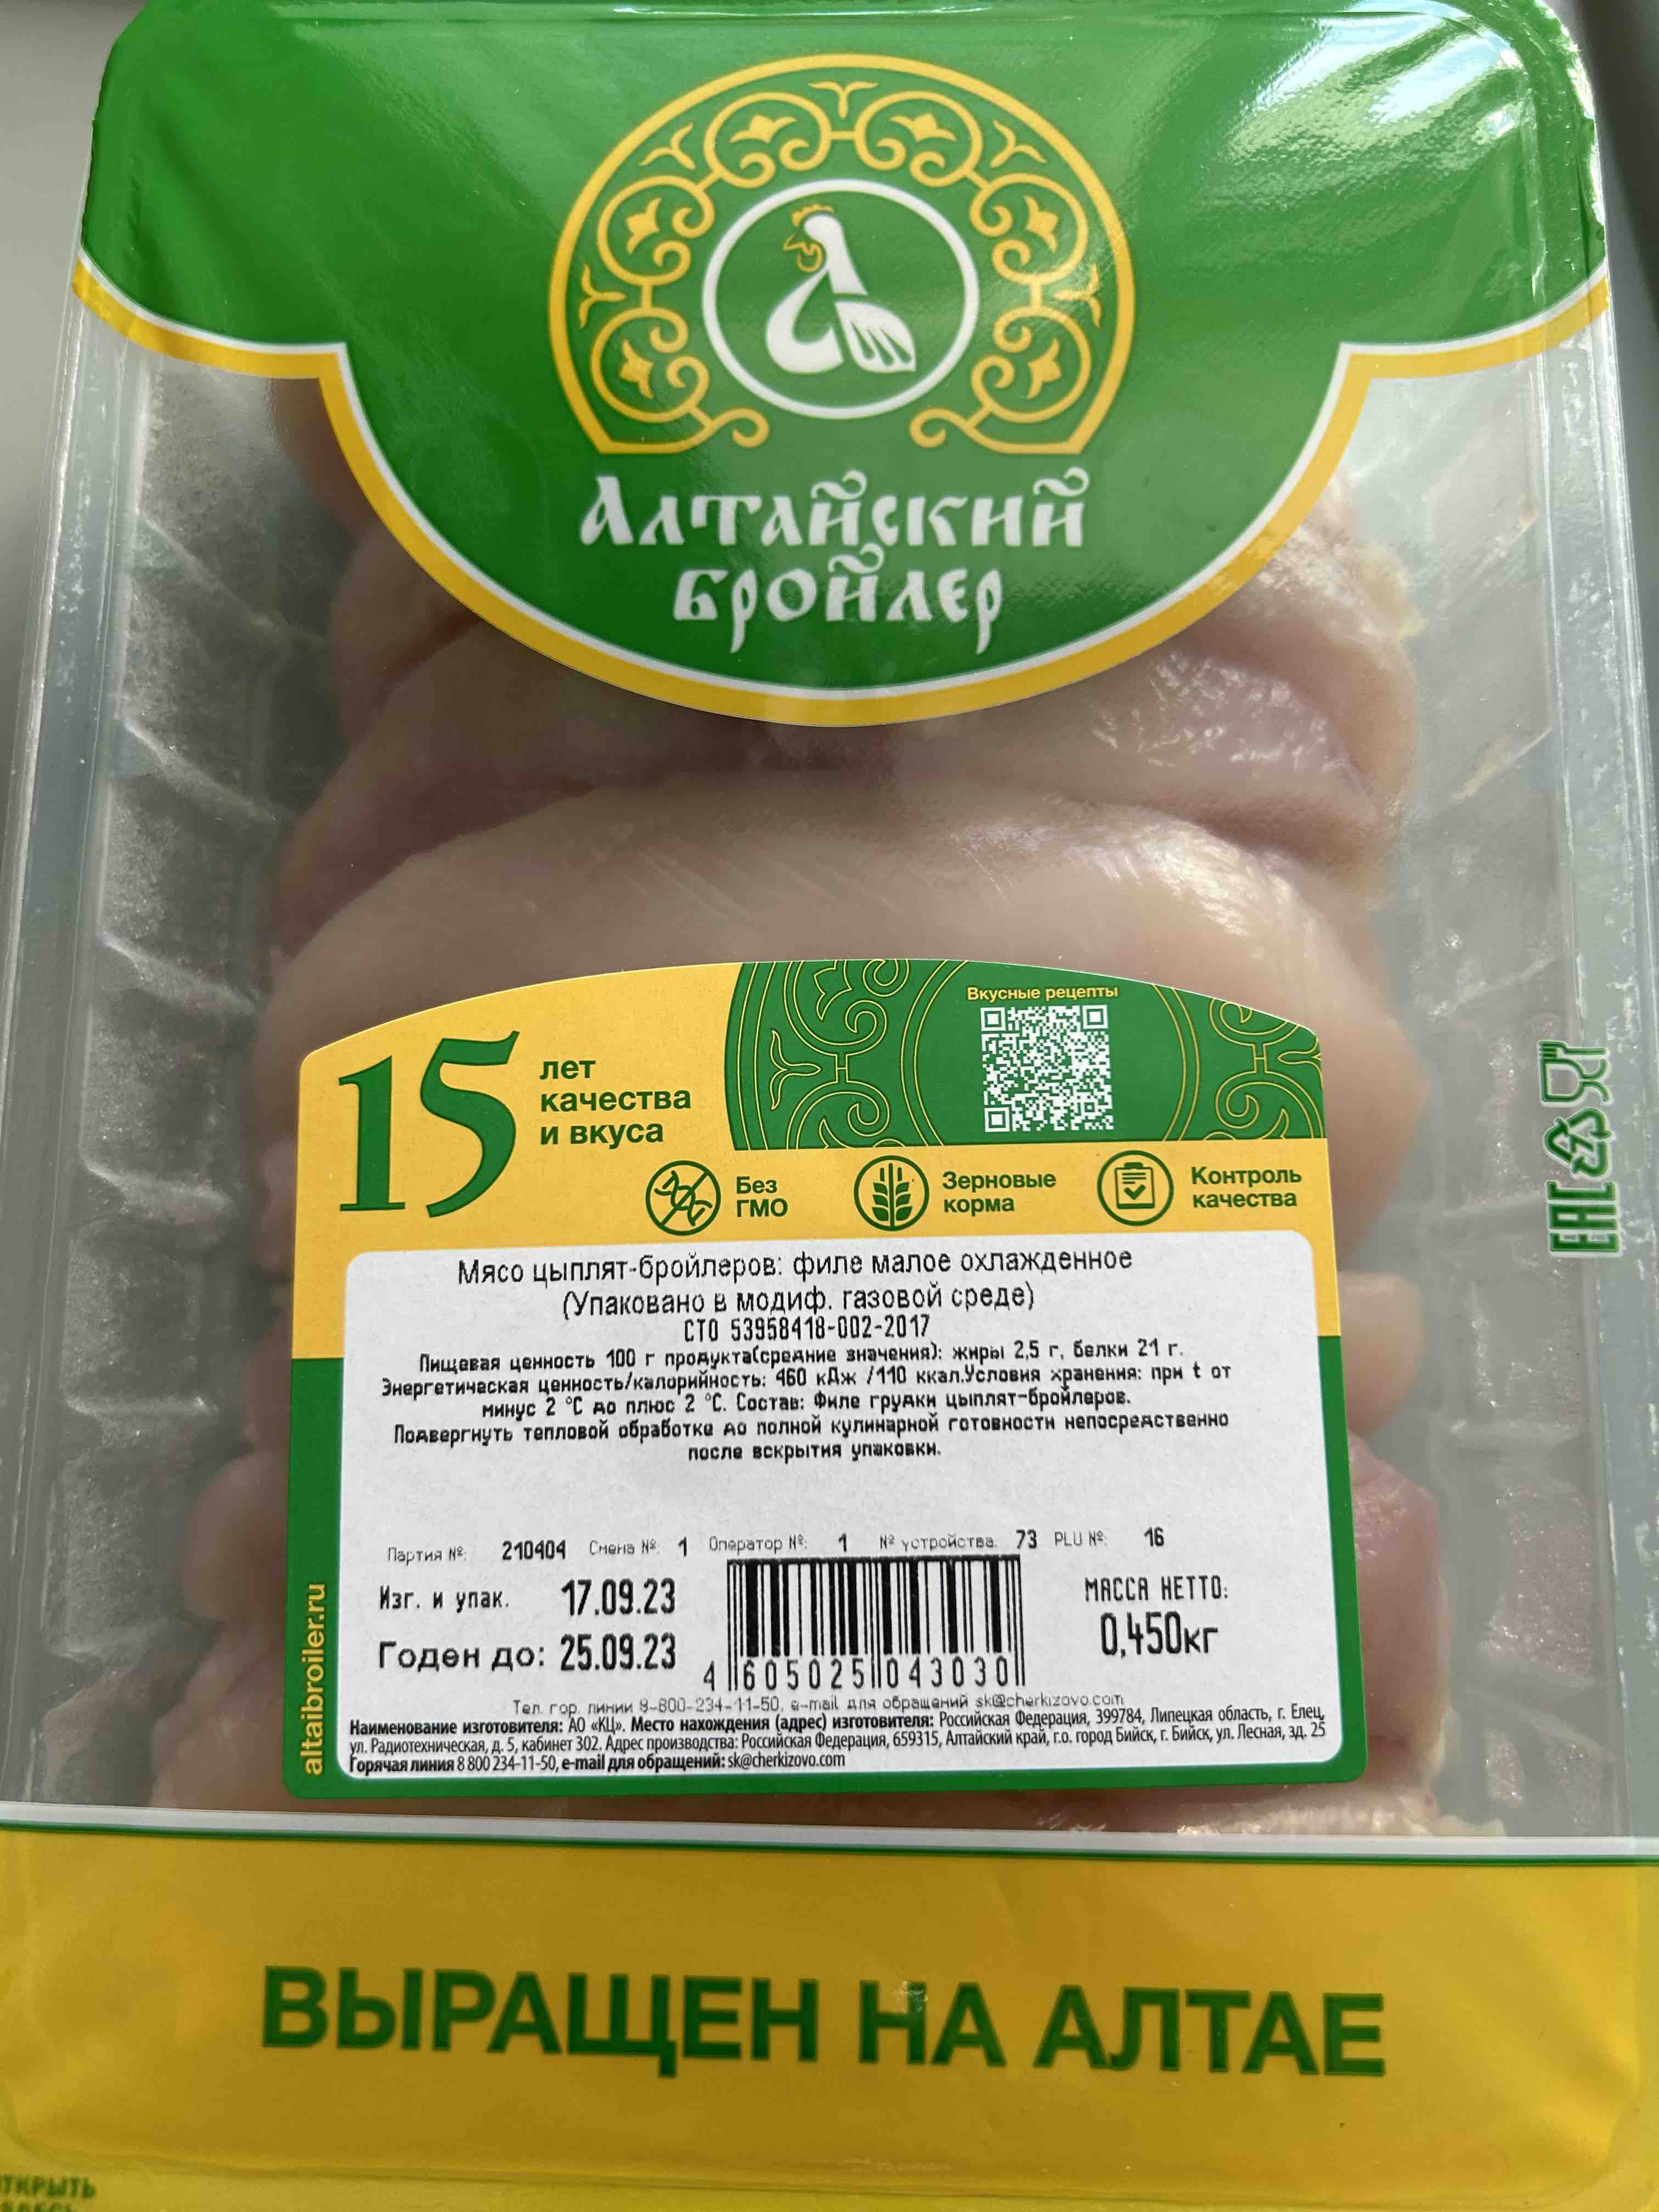 Алтайский
бройлер
Вкусные рецепты
15
лет
качества
и вкуса
Без
ГМО
Зерновые
корма
Контроль
качества
EAC
Мясо цыплят-бройлеров: филе малое охлажденное
(Упаковано в модиф. газовой среде)
СТО 53958418-002-2017
Пищевая ценность 100 г продукта(средние значения): жиры 2,5 г, белки 21 г.
Энергетическая ценность/калорийность: 460 кДж /110 ккал.Условия хранения: при t от
минус 2 °С до плюс 2 °С. Состав: Филе грудки цыплят-бройлеров.
Подвергнуть тепловой обработке до полной кулинарной готовности непосредственно
после вскрытия упаковки.
Партия №: 210404 Смена №: 1 Оператор №: 1 № устройства: 73 PLU №: 16
Изг. и упак. 17.09.23
МАССА НЕТТО:
Годен до: 25.09.23
0,450кг
4 605025 043030
Тел. гор. линии 8-800-234-11-50, e-mail для обращений sk@cherkizovo.com
Наименование изготовителя: АО «КЦ». Место нахождения (адрес) изготовителя: Российская Федерация, 399784, Липецкая область, г. Елец,
ул. Радиотехническая, д. 5, кабинет 302. Адрес производства: Российская Федерация, 659315, Алтайский край, г.о. город Бийск, г. Бийск, ул. Лесная, зд. 25
Горячая линия 8 800 234-11-50, e-mail для обращений: sk@cherkizovo.com
altaibroiler.ru
ВЫРАЩЕН НА АЛТАЕ